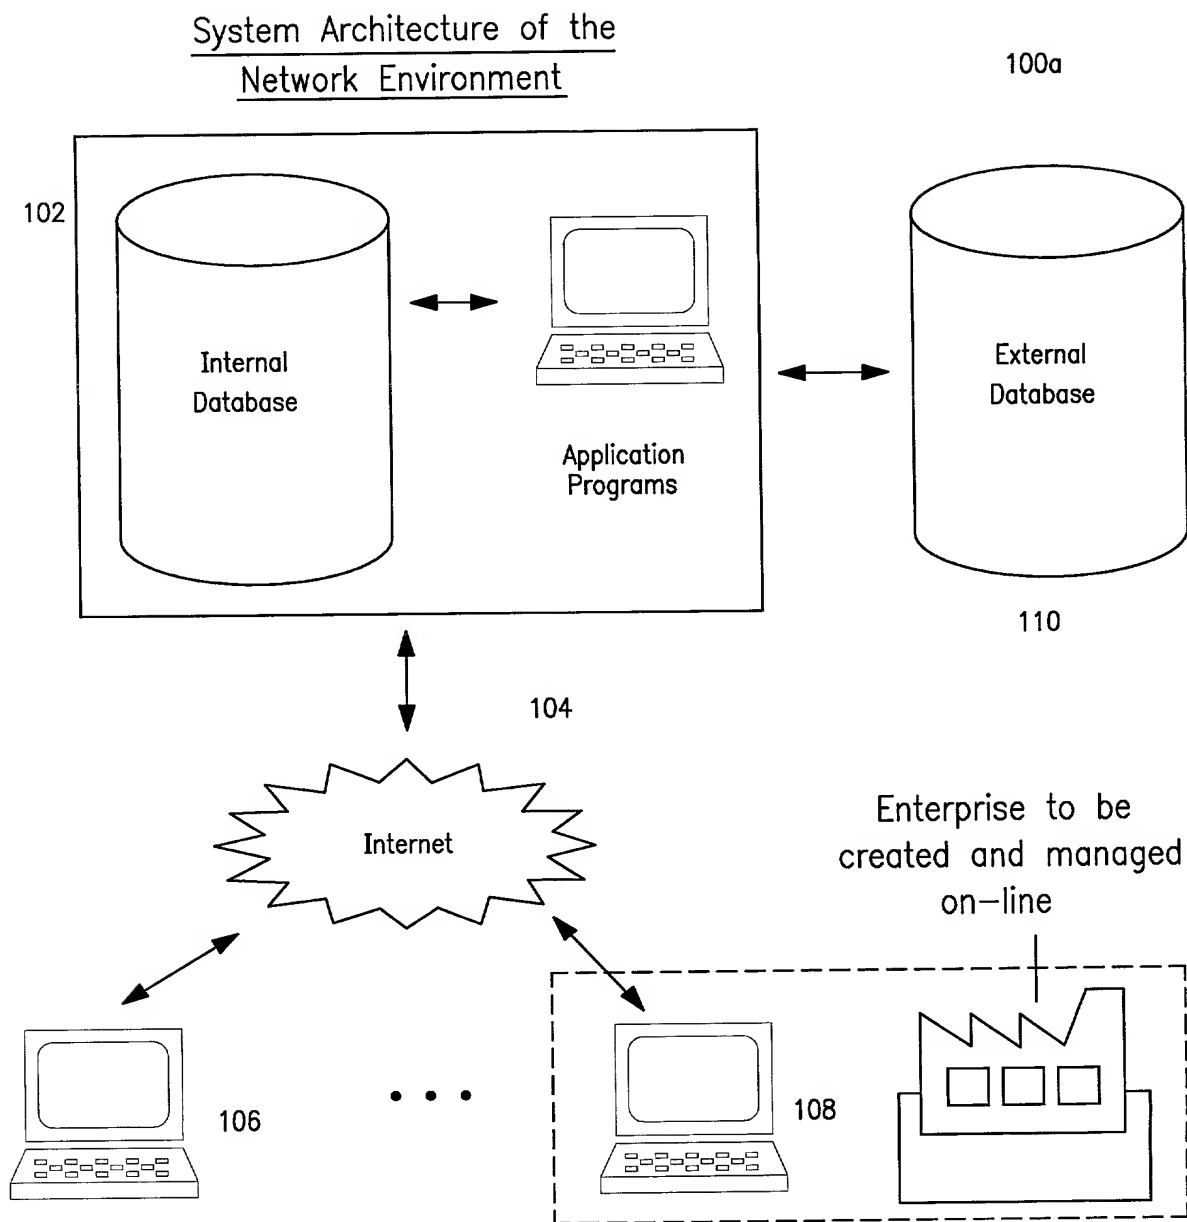 System Architecture of the
Network Environment
100a
102
Internal
Database
Application
Programs
External
Database
110
104
Internet
Enterprise to be
created and managed
on-line
106
108